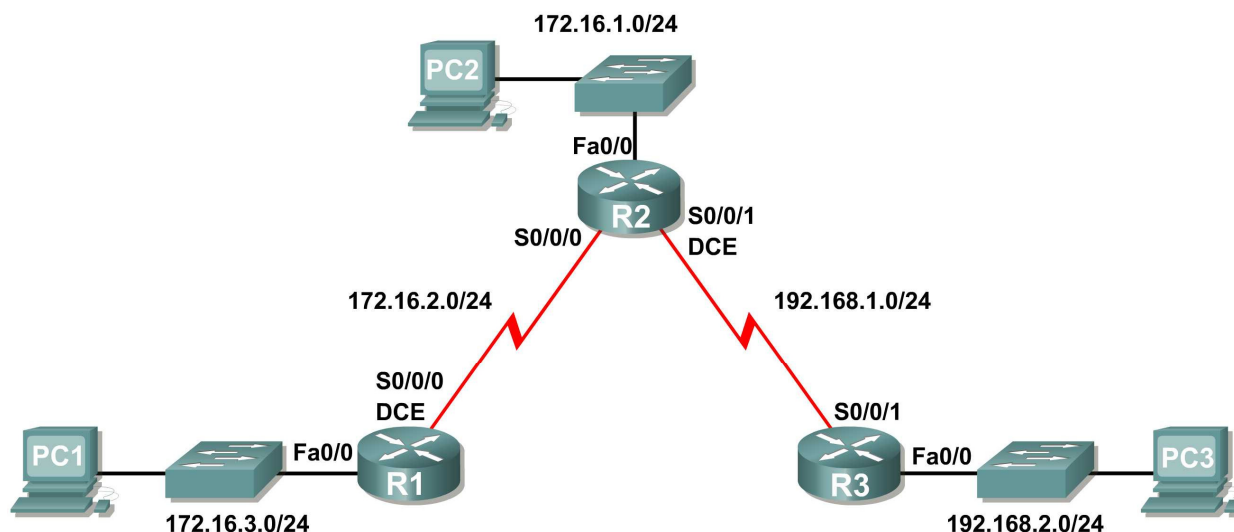 172.16.1.0/24
PC2
Fa0/0
R2
S0/0/1
DCE
S0/0/0
172.16.2.0/24
192.168.1.0/24
S0/0/0
DCE
S0/0/1
PC1
Fa0/0
R1
R3
Fa0/0
PC3
172.16.3.0/24
192.168.2.0/24